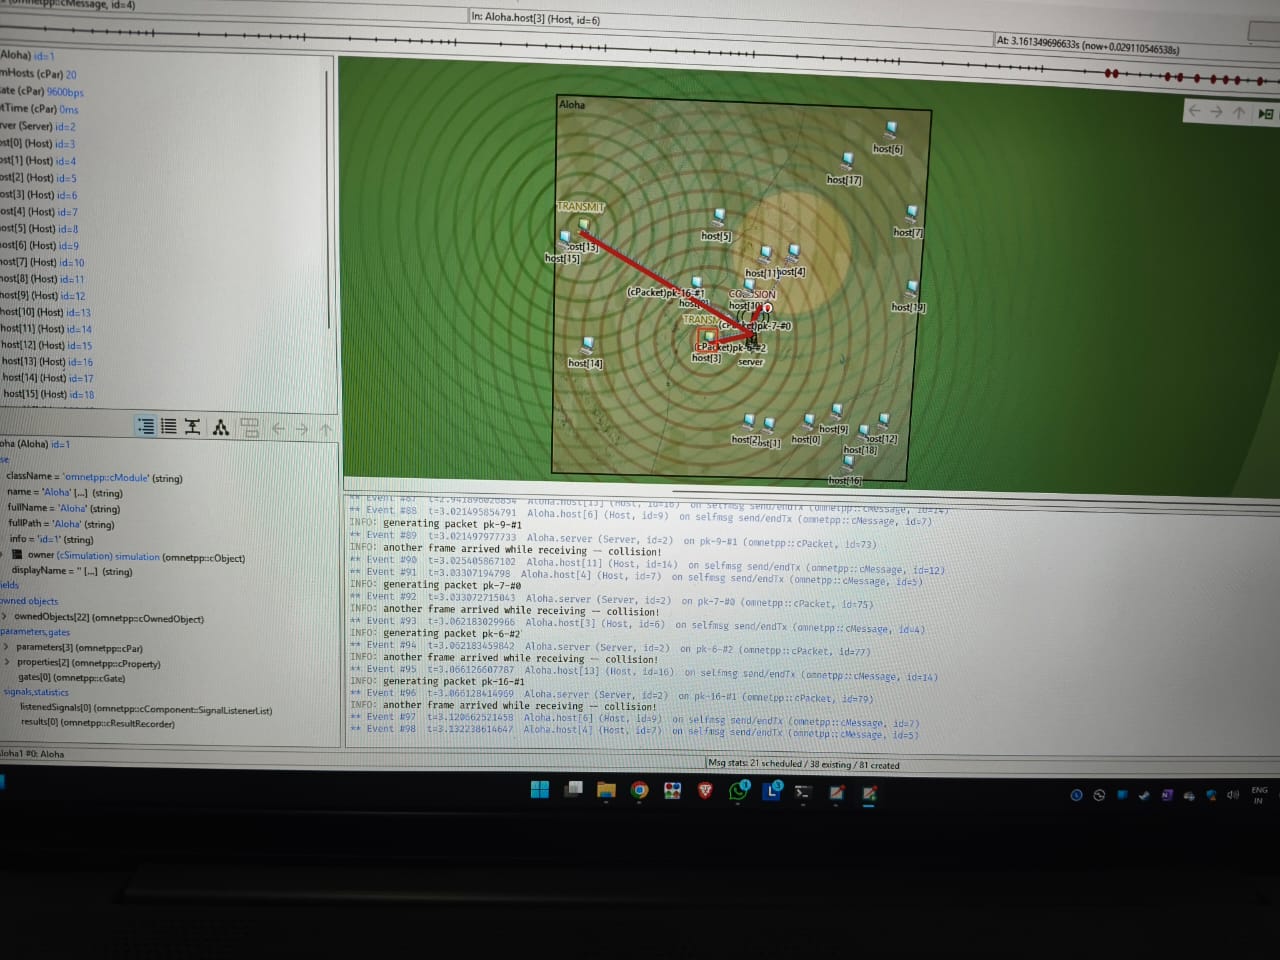 (omnetpp::cMessage, id=4)
In: Aloha.host[3] (Host, id=6)
At: 3.161349696633s (now+0.029110546538s)
Aloha) id=1
mHosts (cPar) 20
ate (cPar) 9600bps
tTime (cPar) 0ms
rver (Server) id=2
ost[0] (Host) id=3
ost[1] (Host) id=4
ost[2] (Host) id=5
ost[3] (Host) id=6
ost[4] (Host) id=7
ost[5] (Host) id=8
ost[6] (Host) id=9
host[7] (Host) id=10
host[8] (Host) id=11
host[9] (Host) id=12
host[10] (Host) id=13
host[11] (Host) id=14
host[12] (Host) id=15
host[13] (Host) id=16
host[14] (Host) id=17
host[15] (Host) id=18
Aloha
host[6]
host[17]
TRANSMIT
host[5]
host[7]
ost[13]
host[15]
host[11]
host[4]
(cPacket)pk-16-#1
host[19]
host[10]
TRANSM
(cPacket)pk-7-#0
(cPacket)pk-6-#2
host[3]
server
host[14]
host[2]
host[1]
host[0]
host[9]
host[12]
host[18]
host[16]
oha (Aloha) id=1
se
className = 'omnetpp::cModule' (string)
name = 'Aloha' [...] (string)
fullName = 'Aloha' (string)
fullPath = 'Aloha' (string)
info = 'id=1' (string)
owner (cSimulation) simulation (omnetpp::cObject)
displayName = '' [...] (string)
ields
owned objects
ownedObjects[22] (omnetpp::cOwnedObject)
parameters,gates
parameters[3] (omnetpp::cPar)
properties[2] (omnetpp::cProperty)
gates[0] (omnetpp::cGate)
signals,statistics
listenedSignals[0] (omnetpp::cComponent::SignalListenerList)
results[0] (omnetpp::cResultRecorder)
** Event #87 t=2.941896020854 Aloha.host[13] (Host, id=16) on selfmsg send/endTx (omnetpp::cMessage, id=14)
** Event #88 t=3.021495854791 Aloha.host[6] (Host, id=9) on selfmsg send/endTx (omnetpp::cMessage, id=7)
INFO: generating packet pk-9-#1
** Event #89 t=3.021497977733 Aloha.server (Server, id=2) on pk-9-#1 (omnetpp::cPacket, id=73)
INFO: another frame arrived while receiving -- collision!
** Event #90 t=3.025405867102 Aloha.host[11] (Host, id=14) on selfmsg send/endTx (omnetpp::cMessage, id=12)
** Event #91 t=3.03307194798 Aloha.host[4] (Host, id=7) on selfmsg send/endTx (omnetpp::cMessage, id=5)
INFO: generating packet pk-7-#0
** Event #92 t=3.033072715043 Aloha.server (Server, id=2) on pk-7-#0 (omnetpp::cPacket, id=75)
INFO: another frame arrived while receiving -- collision!
** Event #93 t=3.062183029966 Aloha.host[3] (Host, id=6) on selfmsg send/endTx (omnetpp::cMessage, id=4)
INFO: generating packet pk-6-#2
** Event #94 t=3.062183459842 Aloha.server (Server, id=2) on pk-6-#2 (omnetpp::cPacket, id=77)
INFO: another frame arrived while receiving -- collision!
** Event #95 t=3.066126607787 Aloha.host[13] (Host, id=16) on selfmsg send/endTx (omnetpp::cMessage, id=14)
INFO: generating packet pk-16-#1
** Event #96 t=3.066128414969 Aloha.server (Server, id=2) on pk-16-#1 (omnetpp::cPacket, id=79)
INFO: another frame arrived while receiving -- collision!
** Event #97 t=3.120662521458 Aloha.host[6] (Host, id=9) on selfmsg send/endTx (omnetpp::cMessage, id=7)
** Event #98 t=3.132238614647 Aloha.host[4] (Host, id=7) on selfmsg send/endTx (omnetpp::cMessage, id=5)
Aloha1 #0: Aloha
Msg stats: 21 scheduled / 38 existing / 81 created
ENG
IN